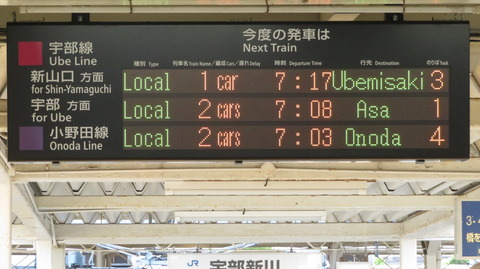 今度の発車は
Next Train
宇部線
Ube Line
種別 Type 列車名 Train Name／編成 Cars／遅れ Delay 時刻 Departure Time 行先 Destination のりば Track
新山口 方面
for Shin-Yamaguchi
Local 1 car 7:17 Ubemisaki 3
宇部 方面
for Ube
Local 2 cars 7:08 Asa 1
小野田線
Onoda Line
Local 2 cars 7:03 Onoda 4
3・4
橋を
JR 宇部新川